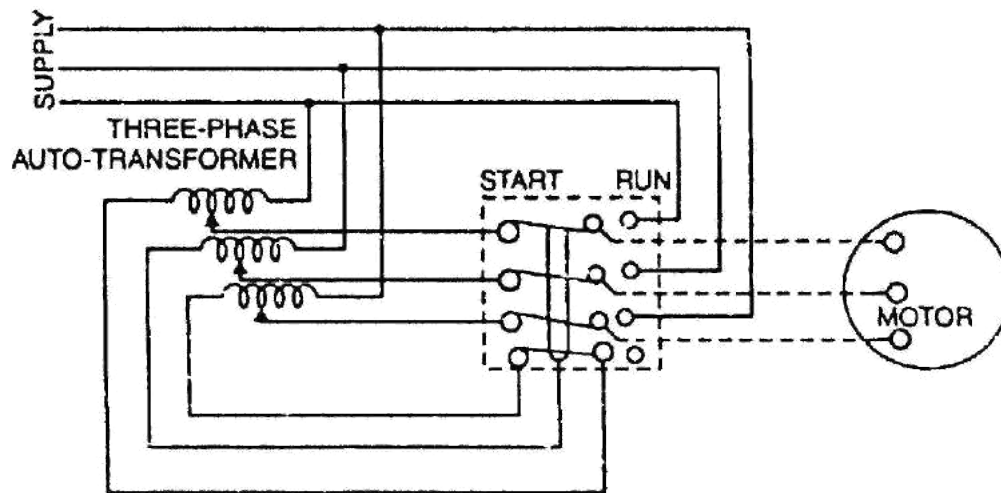 SUPPLY
THREE-PHASE
AUTO-TRANSFORMER
START
RUN
MOTOR